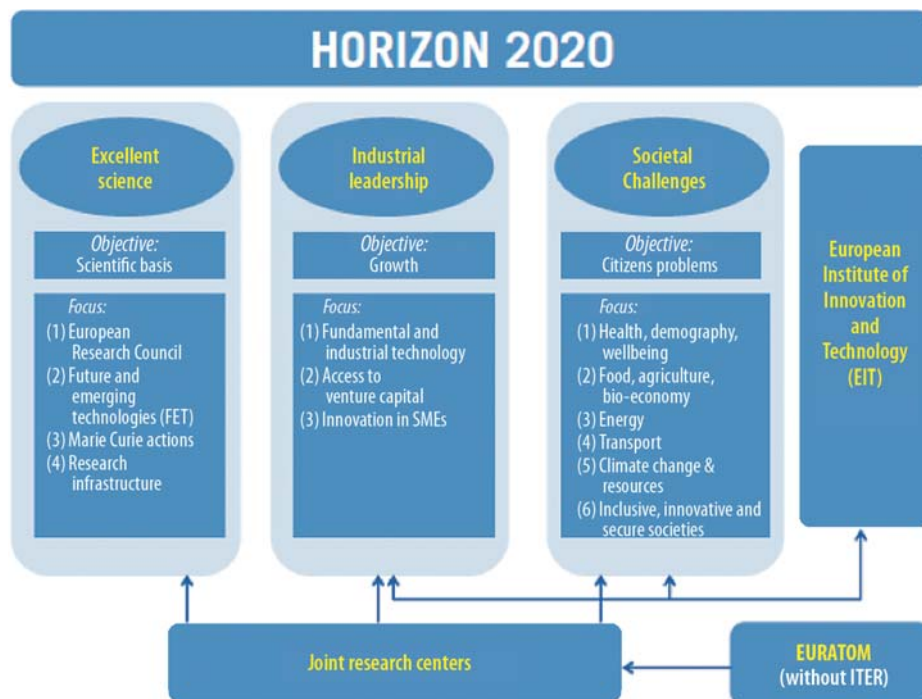 HORIZON 2020
Excellent
science
Objective:
Scientific basis
Focus:
(1) European
Research Council
(2) Future and
emerging
technologies (FET)
(3) Marie Curie actions
(4) Research
infrastructure
Industrial
leadership
Objective:
Growth
Focus:
(1) Fundamental and
industrial technology
(2) Access to
venture capital
(3) Innovation in SMEs
Societal
Challenges
Objective:
Citizens problems
Focus:
(1) Health, demography,
wellbeing
(2) Food, agriculture,
bio-economy
(3) Energy
(4) Transport
(5) Climate change &
resources
(6) Inclusive, innovative and
secure societies
European
Institute of
Innovation
and
Technology
(EIT)
Joint research centers
EURATOM
(without ITER)